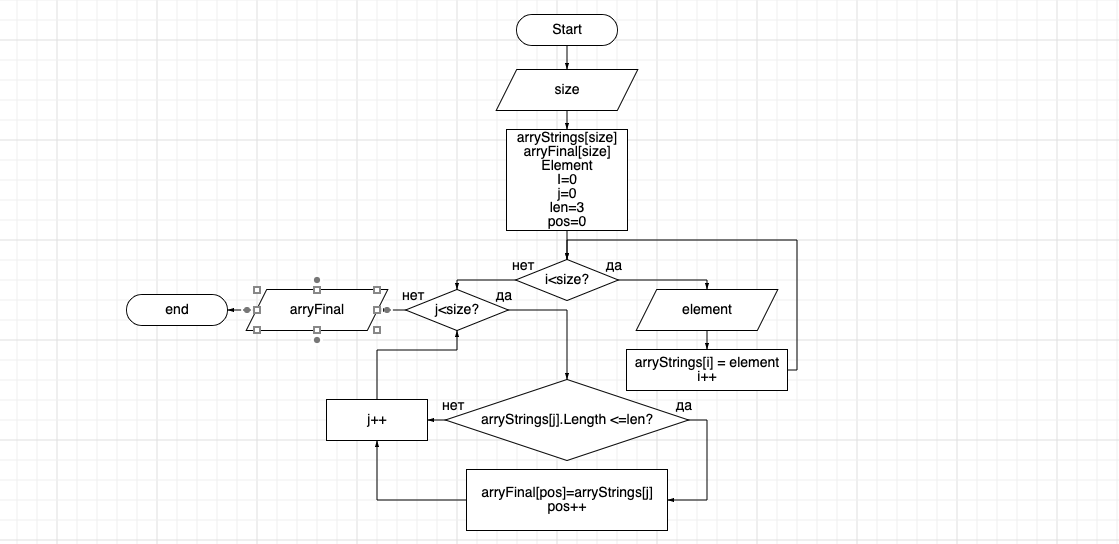 Start
size
arryStrings[size]
arryFinal[size]
Element
I=0
j=0
len=3
pos=0
нет
i<size?
да
element
arryStrings[i] = element
i++
нет
j<size?
да
arryFinal
end
нет
arryStrings[j].Length <=len?
да
j++
arryFinal[pos]=arryStrings[j]
pos++